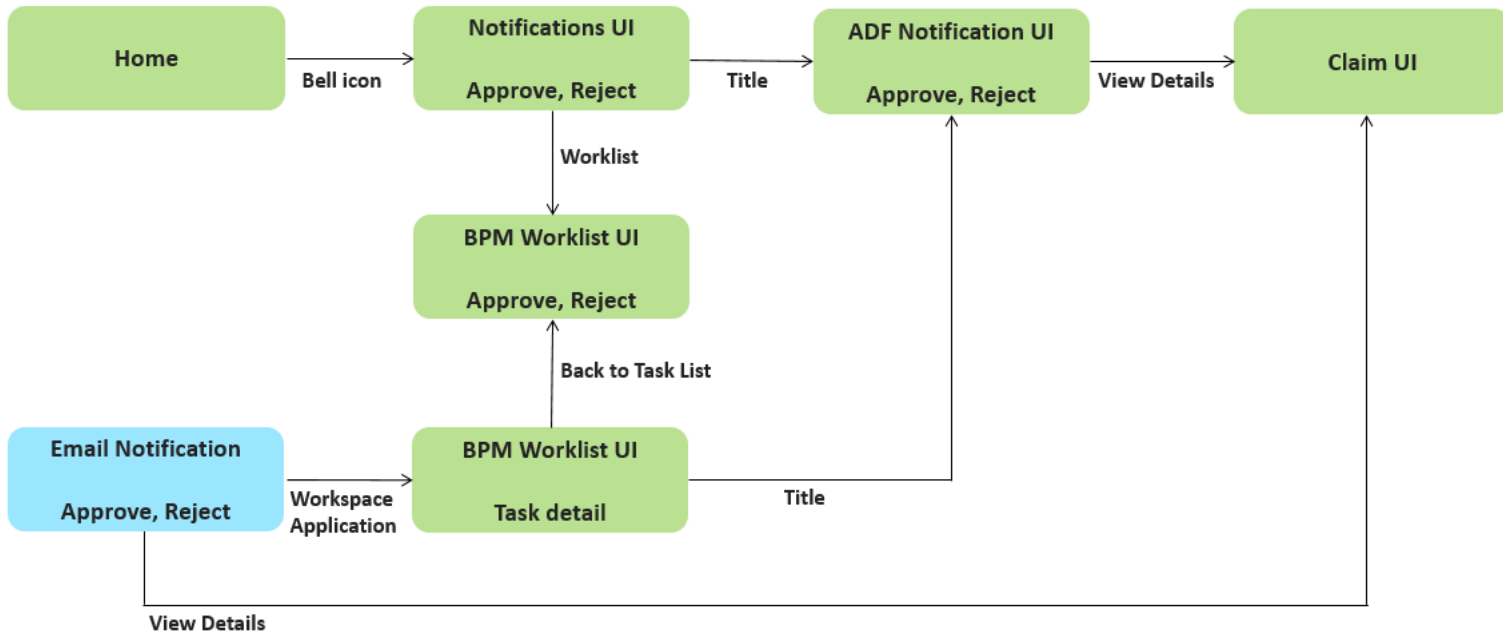 Home
Bell icon
Notifications UI
Approve, Reject
Title
ADF Notification UI
Approve, Reject
View Details
Claim UI
Worklist
BPM Worklist UI
Approve, Reject
Back to Task List
Email Notification
Approve, Reject
Workspace
Application
BPM Worklist UI
Task detail
Title
View Details